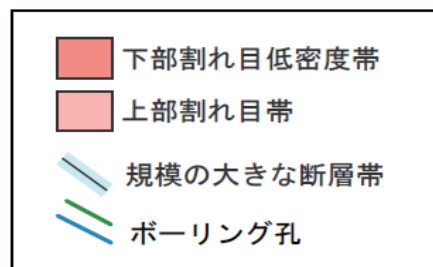 下部割れ目低密度帯
上部割れ目帯
規模の大きな断層帯
ボーリング孔